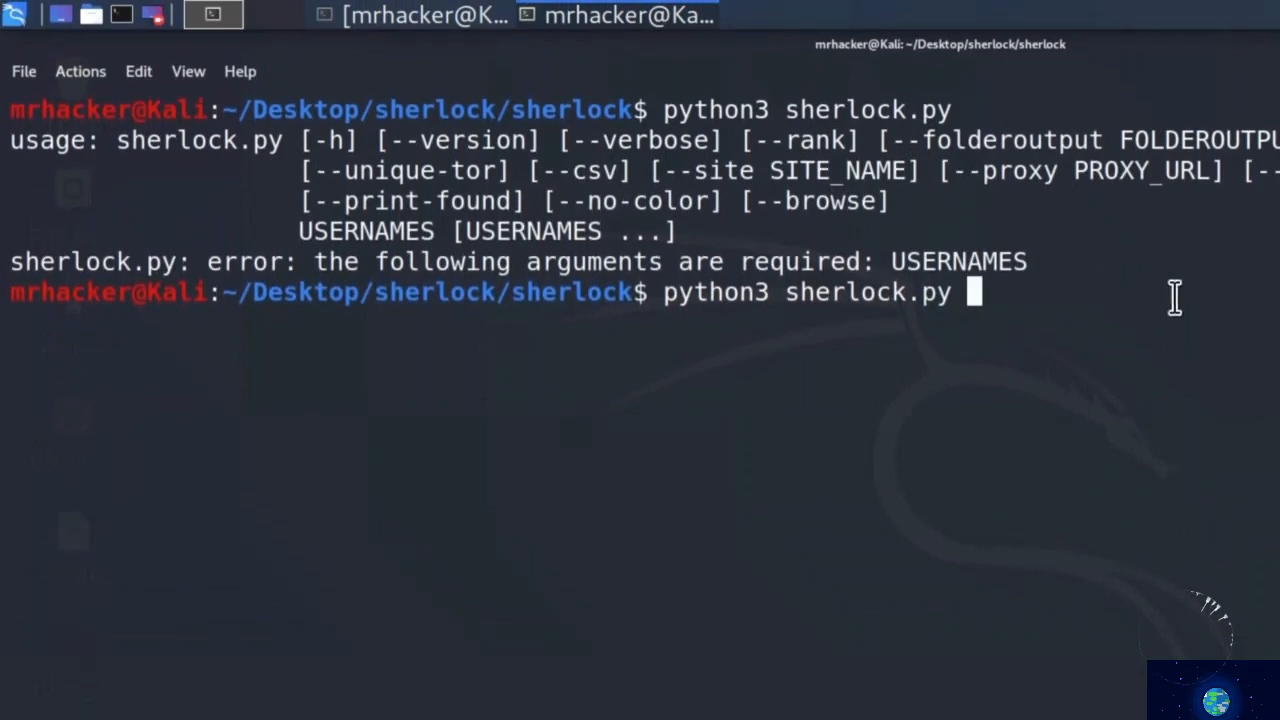 [mrhacker@K... mrhacker@Ka...
mrhacker@Kali: ~/Desktop/sherlock/sherlock
File Actions Edit View Help
mrhacker@Kali:~/Desktop/sherlock/sherlock$ python3 sherlock.py
usage: sherlock.py [-h] [--version] [--verbose] [--rank] [--folderoutput FOLDEROUTPU
[--unique-tor] [--csv] [--site SITE_NAME] [--proxy PROXY_URL] [--
[--print-found] [--no-color] [--browse]
USERNAMES [USERNAMES ...]
sherlock.py: error: the following arguments are required: USERNAMES
mrhacker@Kali:~/Desktop/sherlock/sherlock$ python3 sherlock.py